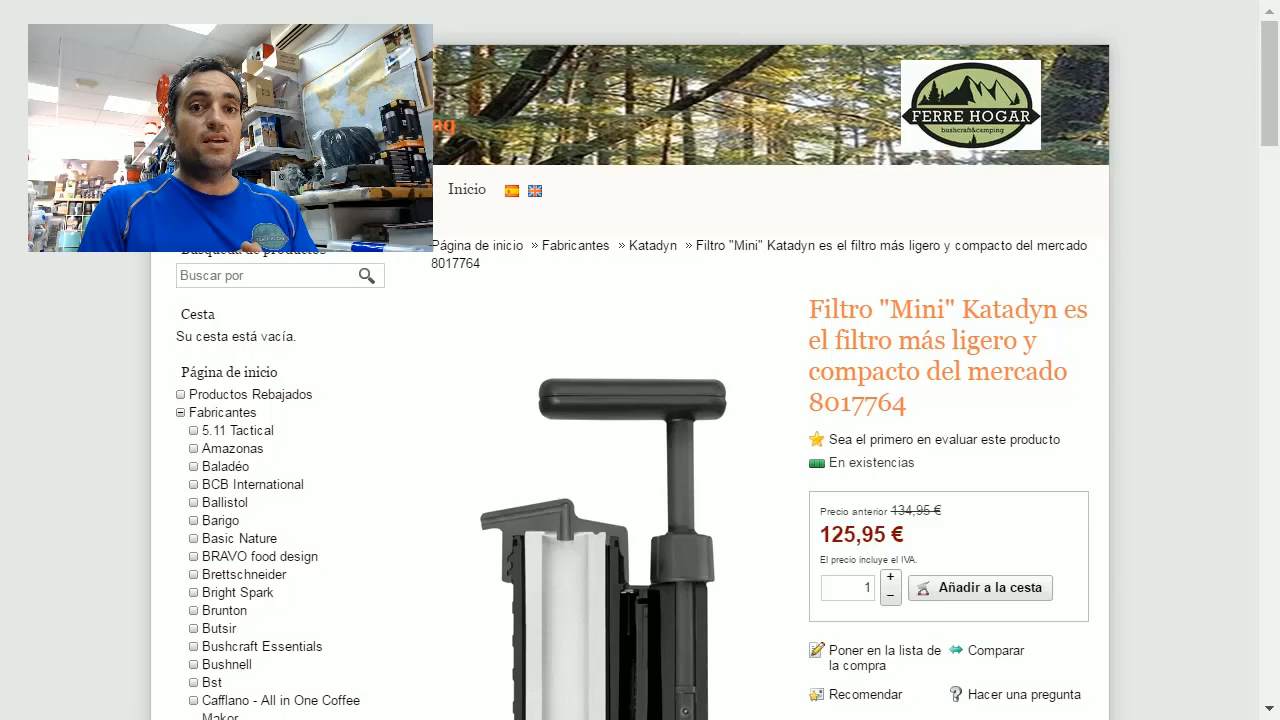 ng
FERRE HOGAR
bushcraft&camping
Inicio
Página de inicio » Fabricantes » Katadyn » Filtro "Mini" Katadyn es el filtro más ligero y compacto del mercado
8017764
Búsqueda de productos
Buscar por
Cesta
Su cesta está vacía.
Página de inicio
Productos Rebajados
Fabricantes
5.11 Tactical
Amazonas
Baladéo
BCB International
Ballistol
Barigo
Basic Nature
BRAVO food design
Brettschneider
Bright Spark
Brunton
Butsir
Bushcraft Essentials
Bushnell
Bst
Cafflano - All in One Coffee
Maker
Filtro "Mini" Katadyn es
el filtro más ligero y
compacto del mercado
8017764
Sea el primero en evaluar este producto
En existencias
Precio anterior 134,95 €
125,95 €
El precio incluye el IVA.
1
+
−
Añadir a la cesta
Poner en la lista de
la compra
Comparar
Recomendar
Hacer una pregunta